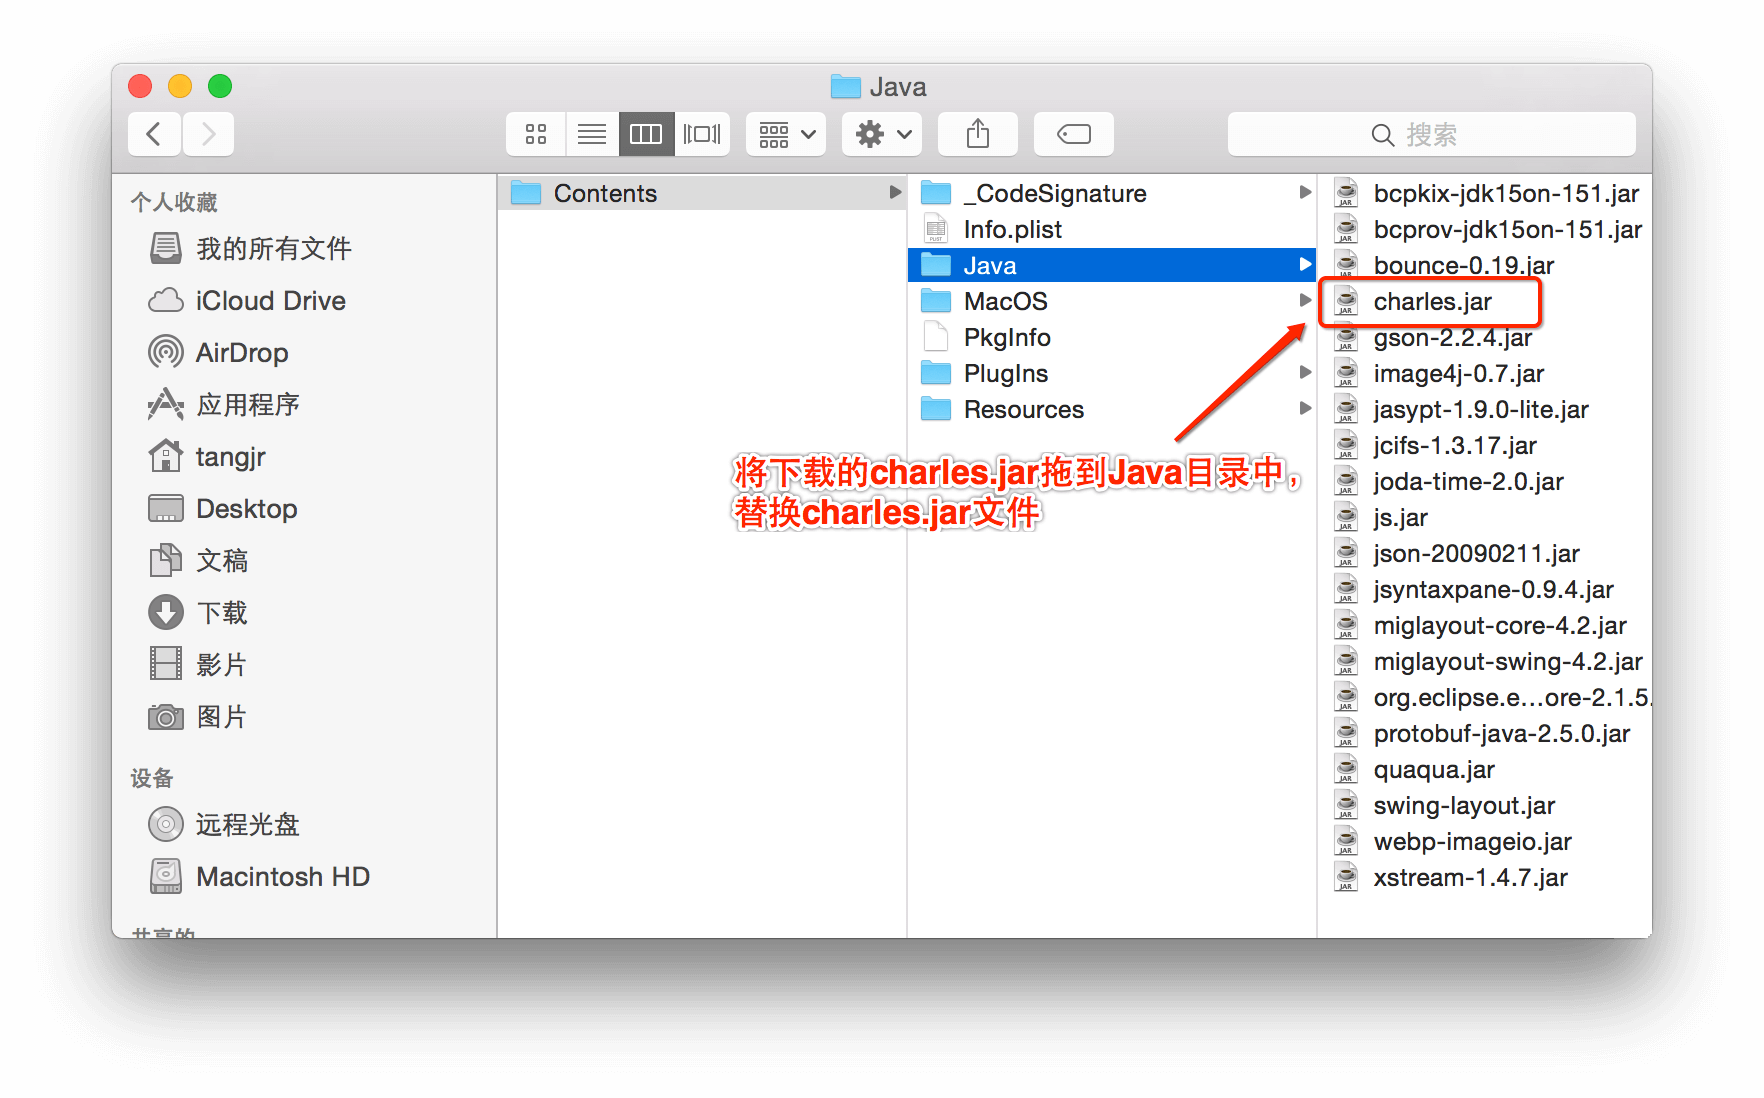 Java
搜索
个人收藏
我的所有文件
iCloud Drive
AirDrop
应用程序
tangjr
Desktop
文稿
下载
影片
图片
设备
远程光盘
Macintosh HD
共享的
Contents
_CodeSignature
Info.plist
Java
MacOS
PkgInfo
PlugIns
Resources
将下载的charles.jar拖到Java目录中，
替换charles.jar文件
bcpkix-jdk15on-151.jar
bcprov-jdk15on-151.jar
bounce-0.19.jar
charles.jar
gson-2.2.4.jar
image4j-0.7.jar
jasypt-1.9.0-lite.jar
jcifs-1.3.17.jar
joda-time-2.0.jar
js.jar
json-20090211.jar
jsyntaxpane-0.9.4.jar
miglayout-core-4.2.jar
miglayout-swing-4.2.jar
org.eclipse.e...ore-2.1.5.
protobuf-java-2.5.0.jar
quaqua.jar
swing-layout.jar
webp-imageio.jar
xstream-1.4.7.jar